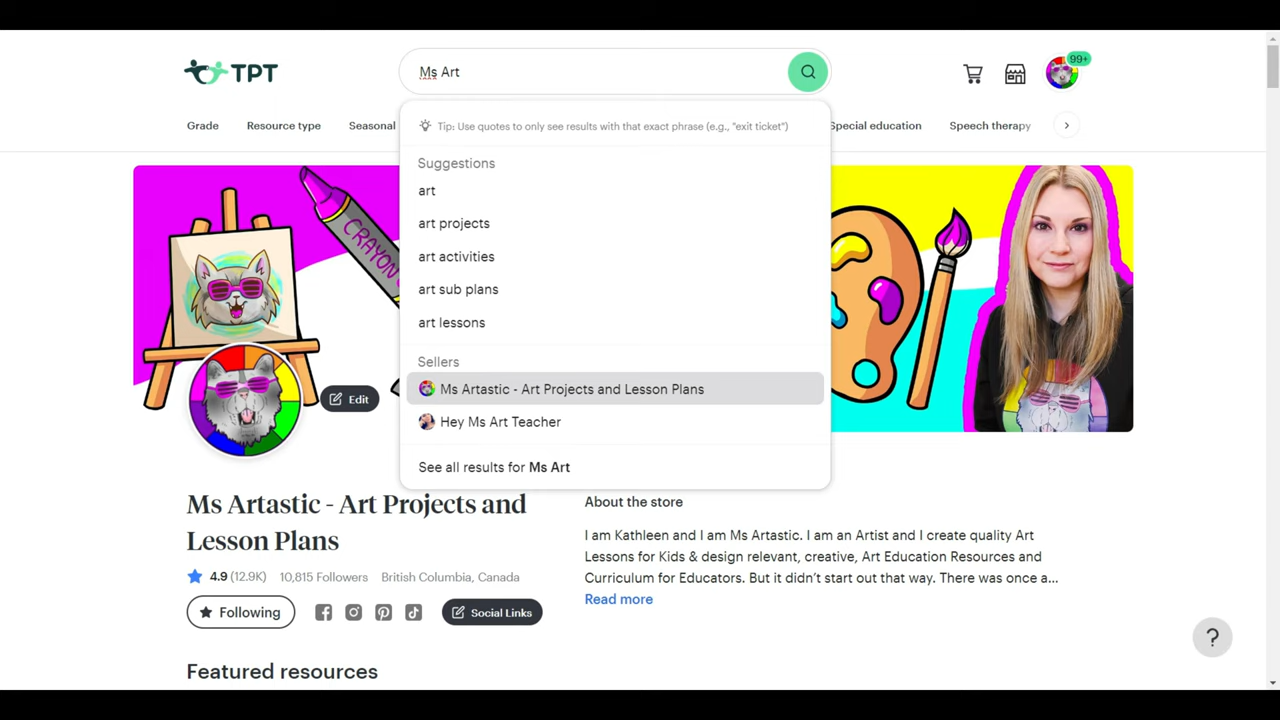 TPT
Ms Art
99+
Grade
Resource type
Seasonal
Special education
Speech therapy
Tip: Use quotes to only see results with that exact phrase (e.g., "exit ticket")
Suggestions
art
art projects
art activities
art sub plans
art lessons
Sellers
Ms Artastic - Art Projects and Lesson Plans
Hey Ms Art Teacher
See all results for Ms Art
CRAYON
Edit
Ms Artastic - Art Projects and
Lesson Plans
4.9 (12.9K) 10,815 Followers British Columbia, Canada
Following
Social Links
About the store
I am Kathleen and I am Ms Artastic. I am an Artist and I create quality Art
Lessons for Kids & design relevant, creative, Art Education Resources and
Curriculum for Educators. But it didn't start out that way. There was once a...
Read more
?
Featured resources